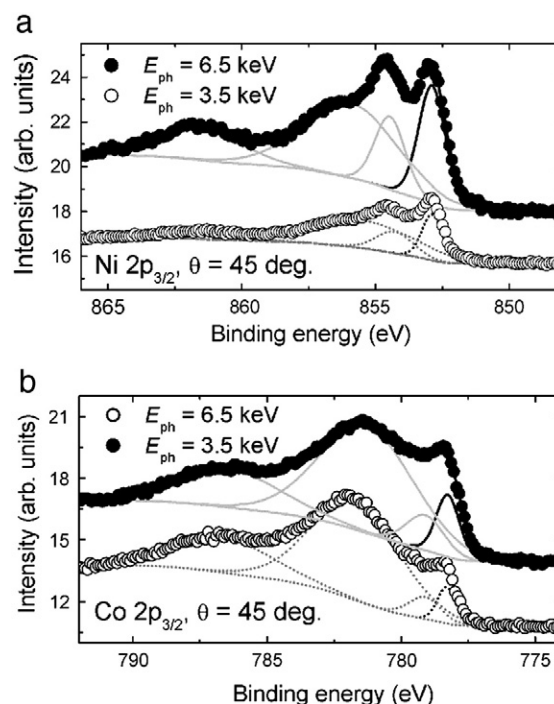 a
24
22
20
18
16
Intensity (arb. units)
● E_ph = 6.5 keV
○ E_ph = 3.5 keV
Ni 2p_3/2, θ = 45 deg.
865 860 855 850
Binding energy (eV)
b
21
18
15
12
Intensity (arb. units)
○ E_ph = 6.5 keV
● E_ph = 3.5 keV
Co 2p_3/2, θ = 45 deg.
790 785 780 775
Binding energy (eV)